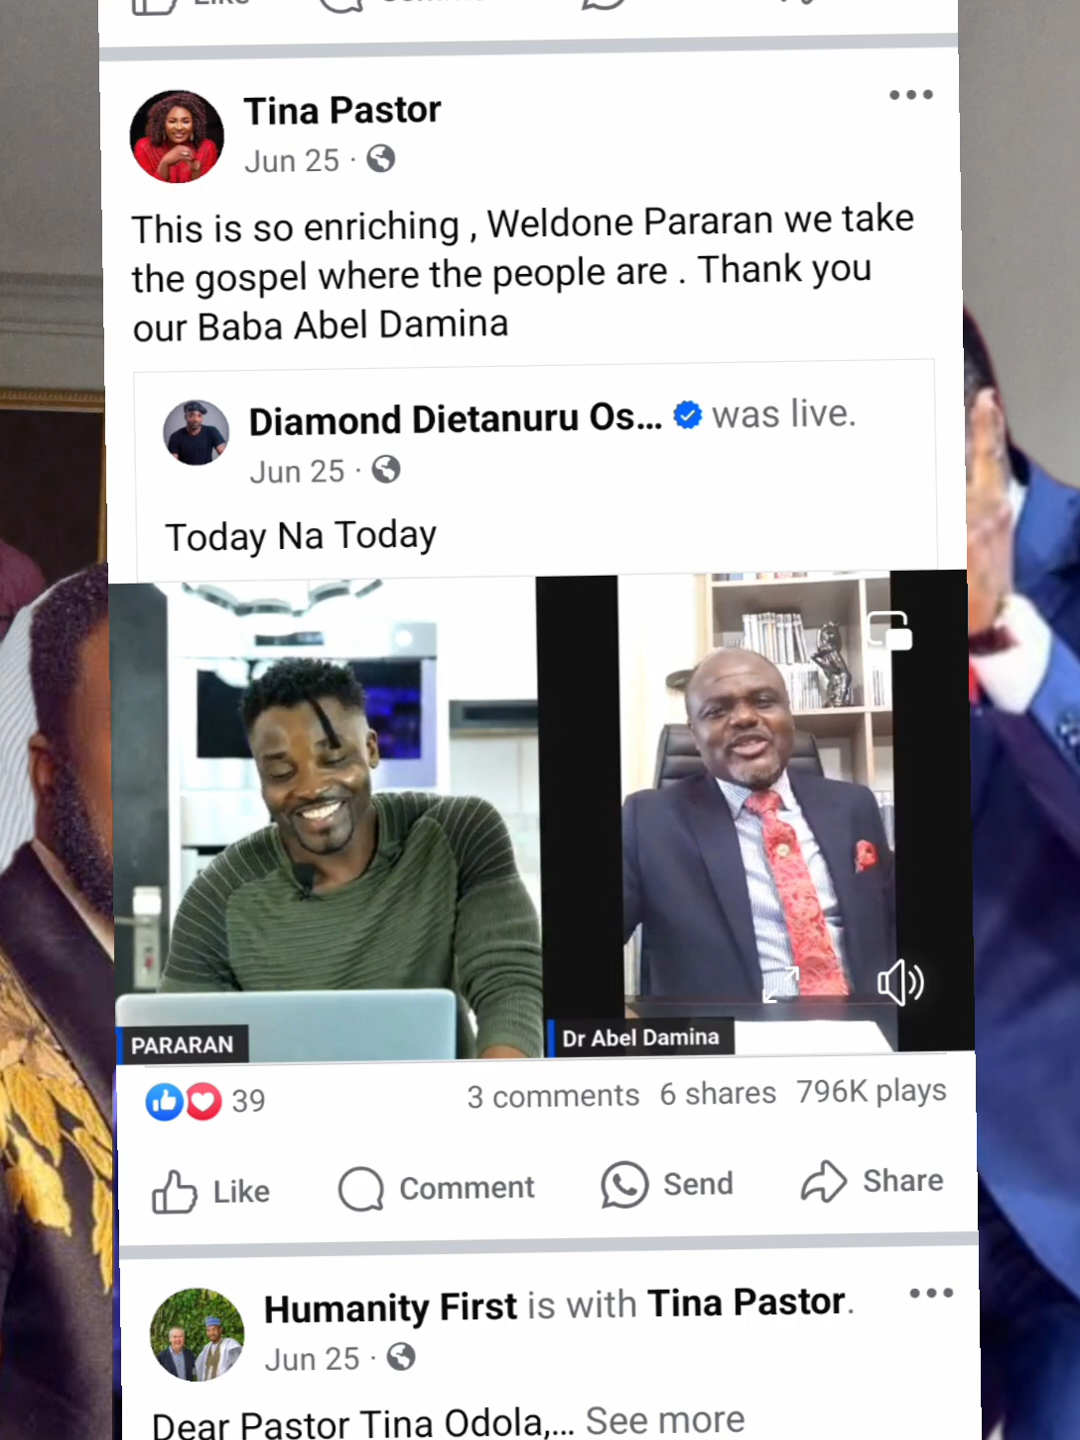 Tina Pastor
Jun 25 ·
This is so enriching , Weldone Pararan we take
the gospel where the people are . Thank you
our Baba Abel Damina
Diamond Dietanuru Os... was live.
Jun 25 ·
Today Na Today
PARARAN
Dr Abel Damina
39
3 comments 6 shares 796K plays
Like Comment Send Share
Humanity First is with Tina Pastor.
Jun 25 ·
Dear Pastor Tina Odola,... See more